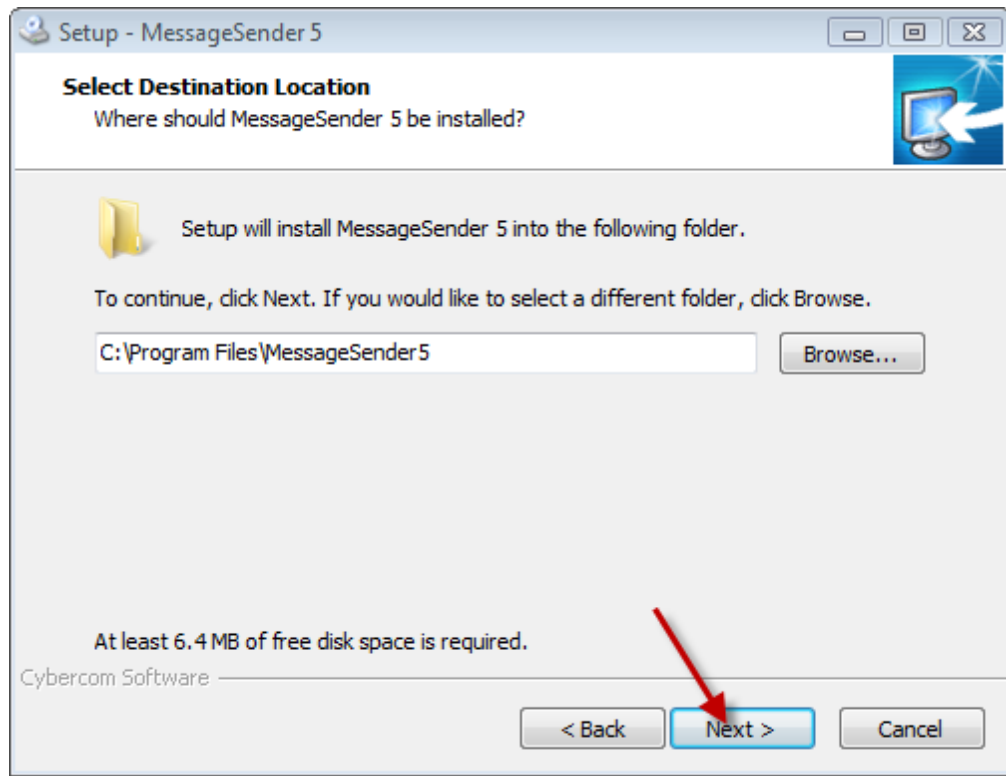 Setup - MessageSender 5
Select Destination Location
Where should MessageSender 5 be installed?
Setup will install MessageSender 5 into the following folder.
To continue, click Next. If you would like to select a different folder, click Browse.
C:\Program Files\MessageSender5
Browse...
At least 6.4 MB of free disk space is required.
Cybercom Software
< Back
Next >
Cancel